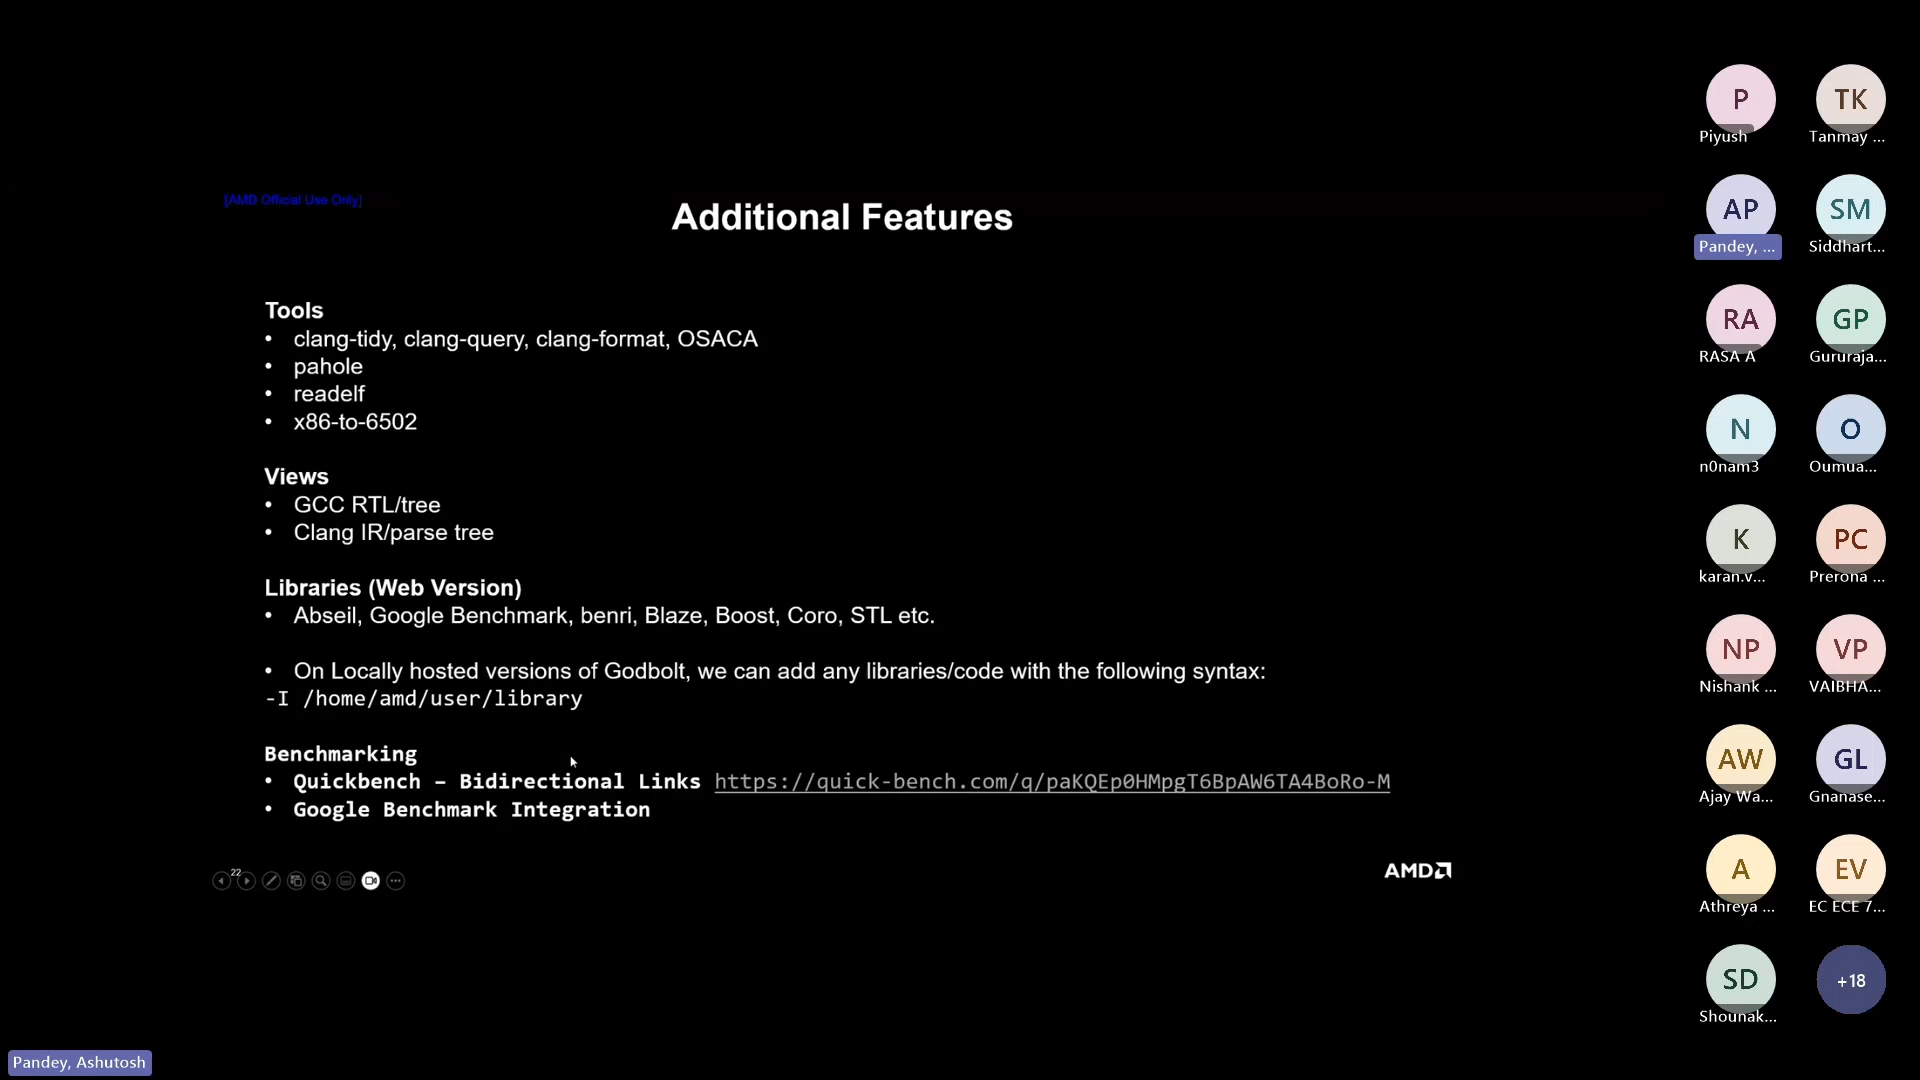 [AMD Official Use Only]
Additional Features
Tools
• clang-tidy, clang-query, clang-format, OSACA
• pahole
• readelf
• x86-to-6502
Views
• GCC RTL/tree
• Clang IR/parse tree
Libraries (Web Version)
• Abseil, Google Benchmark, benri, Blaze, Boost, Coro, STL etc.
• On Locally hosted versions of Godbolt, we can add any libraries/code with the following syntax:
-I /home/amd/user/library
Benchmarking
• Quickbench – Bidirectional Links https://quick-bench.com/q/paKQEp0HMpgT6BpAW6TA4BoRo-M
• Google Benchmark Integration
22
AMD
P
Piyush
TK
Tanmay ...
AP
Pandey, ...
SM
Siddhart...
RA
RASA A
GP
Gururaja...
N
n0nam3
O
Oumua...
K
karan.v...
PC
Prerona ...
NP
Nishank ...
VP
VAIBHA...
AW
Ajay Wa...
GL
Gnanase...
A
Athreya ...
EV
EC ECE 7...
SD
Shounak...
+18
Pandey, Ashutosh